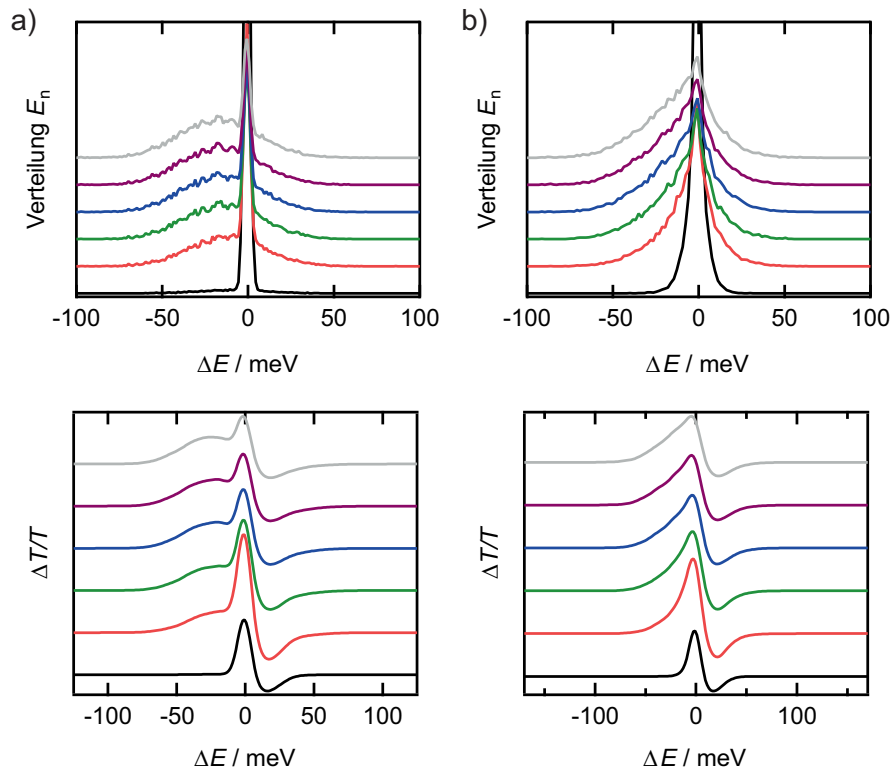 a)
Verteilung Eₙ
-100 -50 0 50 100
ΔE / meV
b)
Verteilung Eₙ
-100 -50 0 50 100
ΔE / meV
ΔT/T
-100 -50 0 50 100
ΔE / meV
ΔT/T
-100 0 100
ΔE / meV